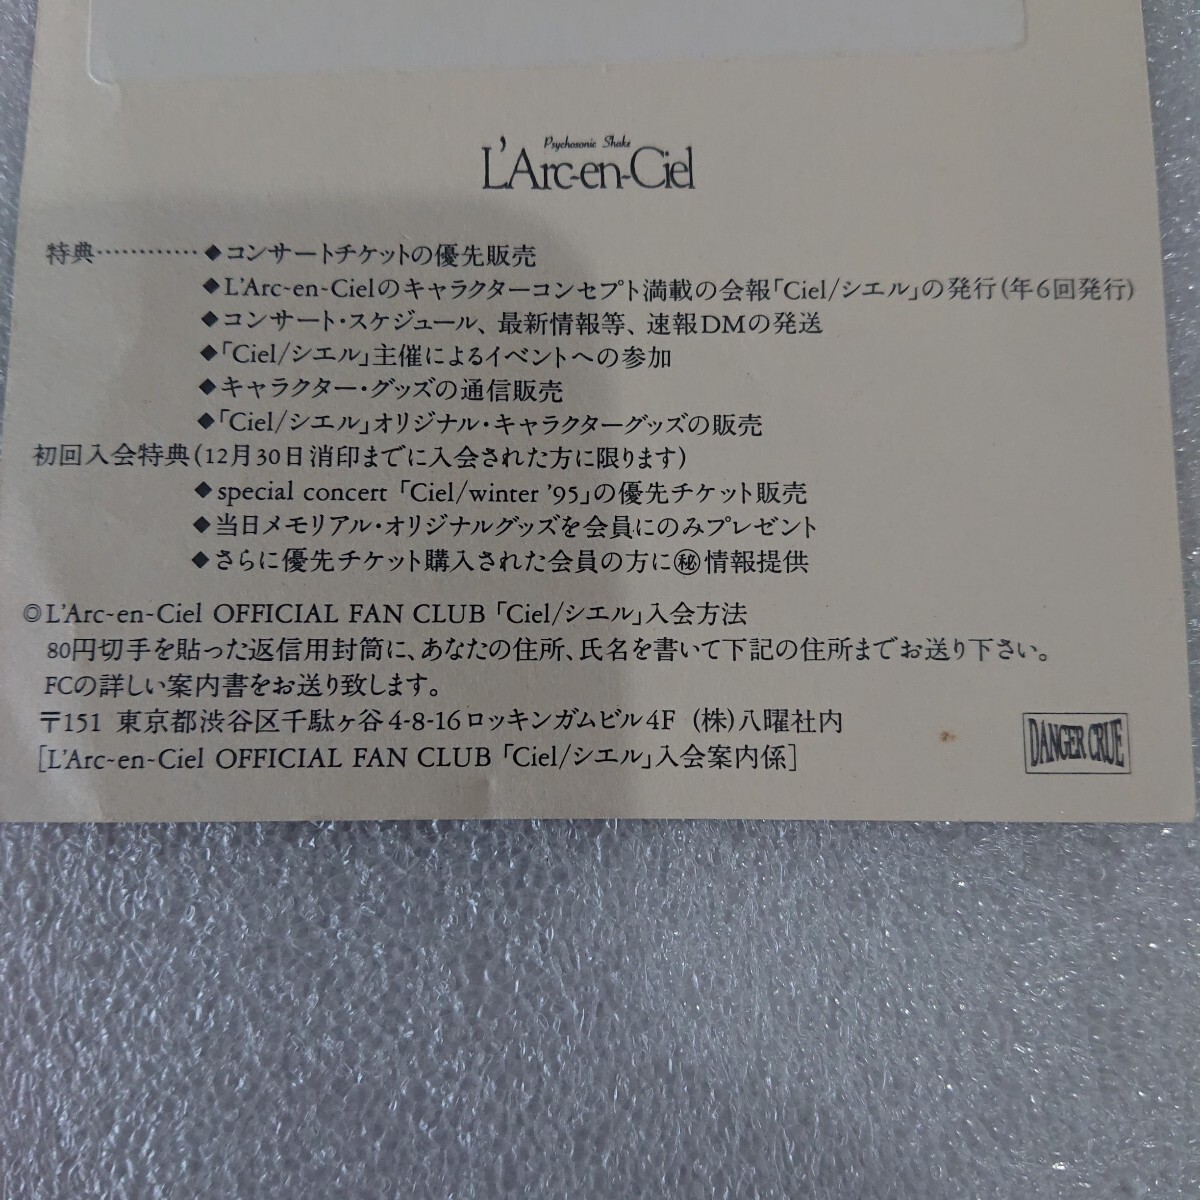 Psychosonic Shake
L'Arc~en~Ciel
特典…………◆コンサートチケットの優先販売
◆L'Arc~en~Cielのキャラクターコンセプト満載の会報「Ciel/シエル」の発行(年6回発行)
◆コンサート・スケジュール、最新情報等、速報DMの発送
◆「Ciel/シエル」主催によるイベントへの参加
◆キャラクター・グッズの通信販売
◆「Ciel/シエル」オリジナル・キャラクターグッズの販売
初回入会特典(12月30日消印までに入会された方に限ります)
◆special concert「Ciel/winter '95」の優先チケット販売
◆当日メモリアル・オリジナルグッズを会員にのみプレゼント
◆さらに優先チケット購入された会員の方に㊙情報提供
◎L'Arc~en~Ciel OFFICIAL FAN CLUB「Ciel/シエル」入会方法
80円切手を貼った返信用封筒に、あなたの住所、氏名を書いて下記の住所までお送り下さい。
FCの詳しい案内書をお送り致します。
〒151 東京都渋谷区千駄ヶ谷4-8-16ロッキンガムビル4F (株)八曜社内
[L'Arc~en~Ciel OFFICIAL FAN CLUB「Ciel/シエル」入会案内係]
DANGER CRUE